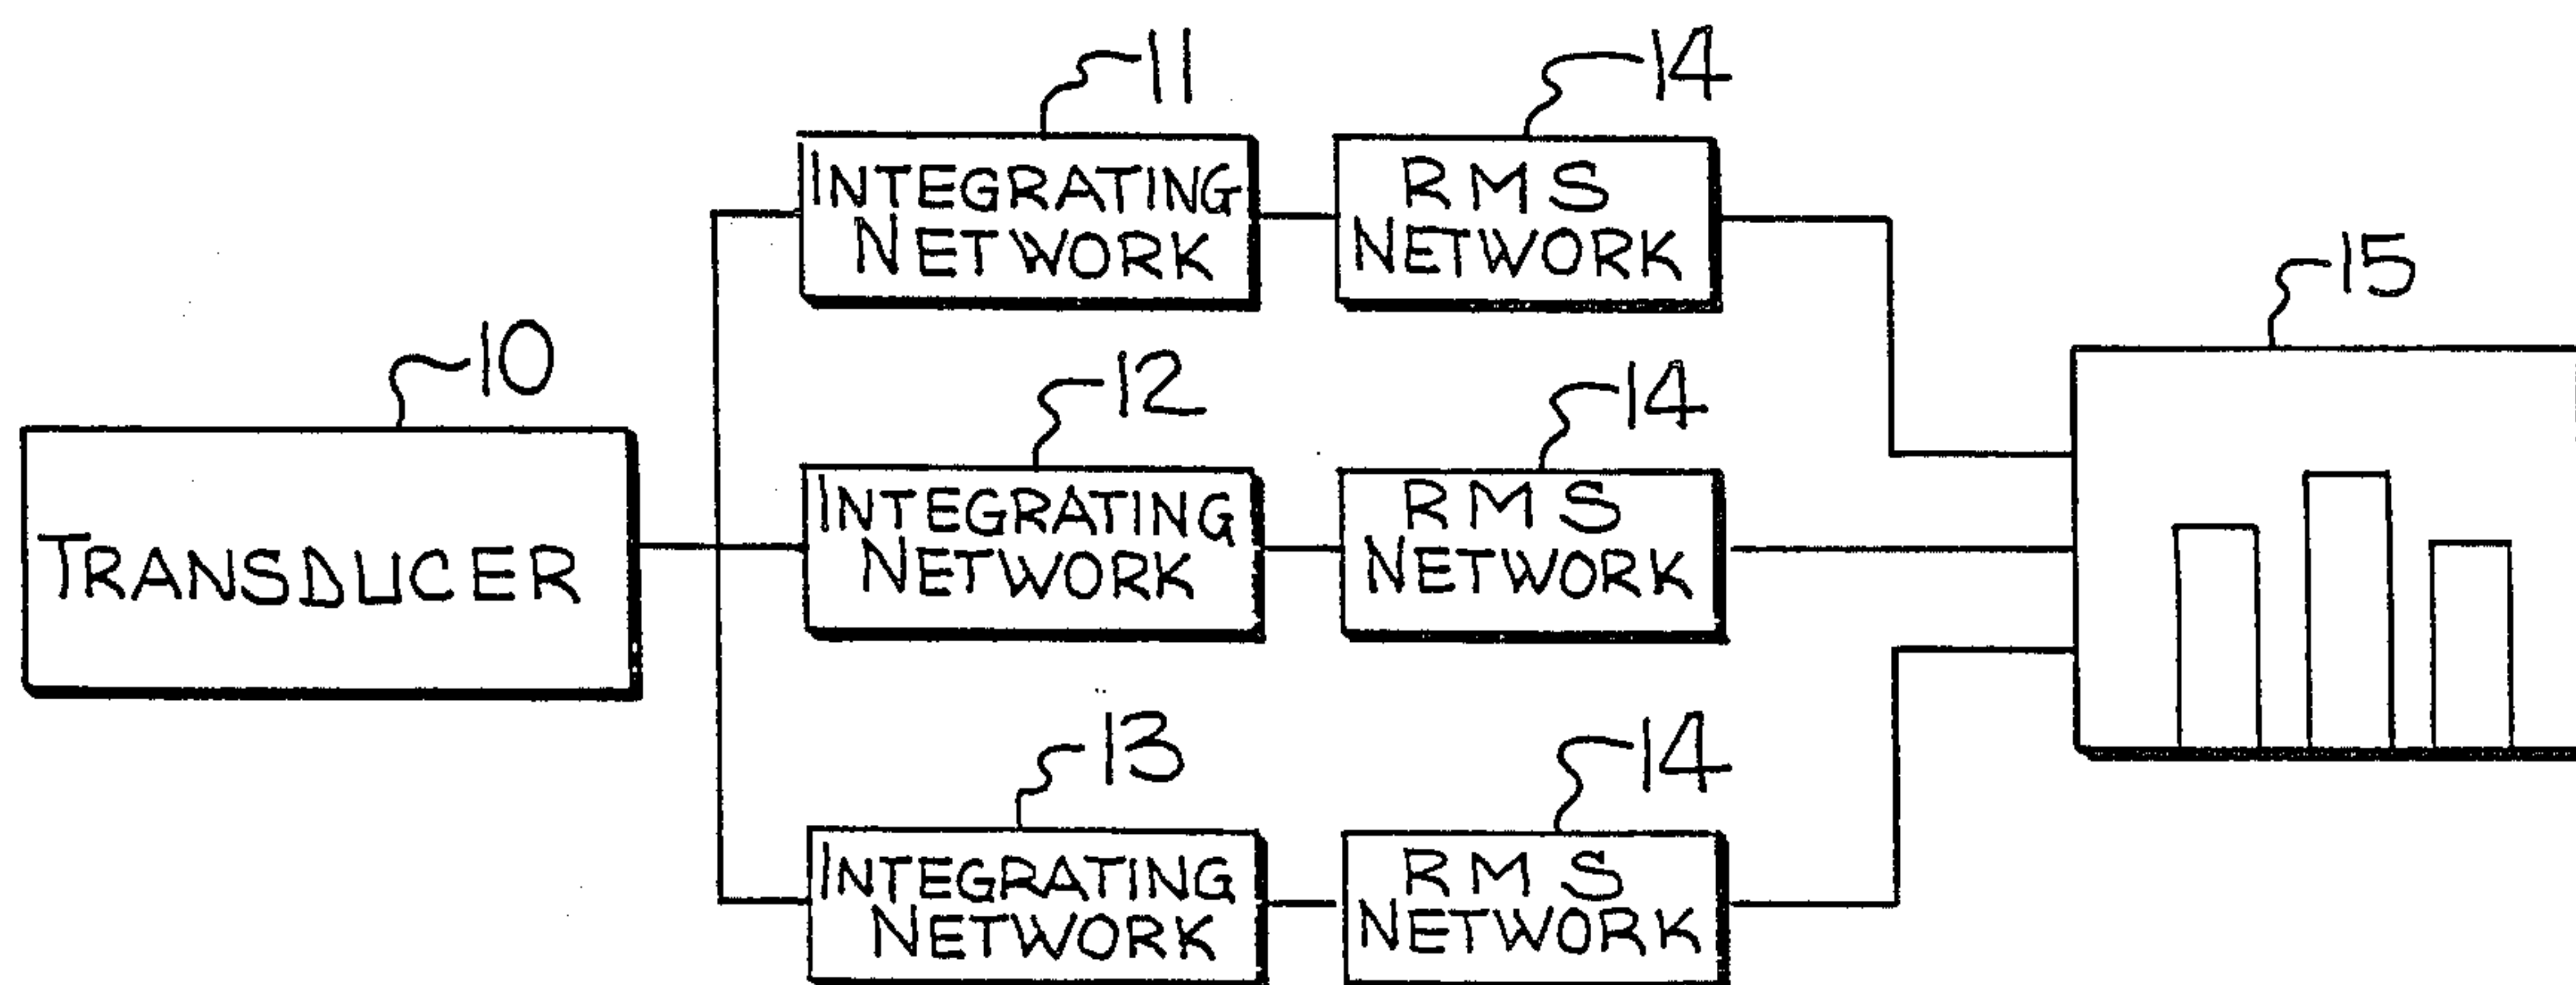 11
14
INTEGRATING
NETWORK
RMS
NETWORK
15
10
TRANSDUCER
12
14
INTEGRATING
NETWORK
RMS
NETWORK
13
14
INTEGRATING
NETWORK
RMS
NETWORK